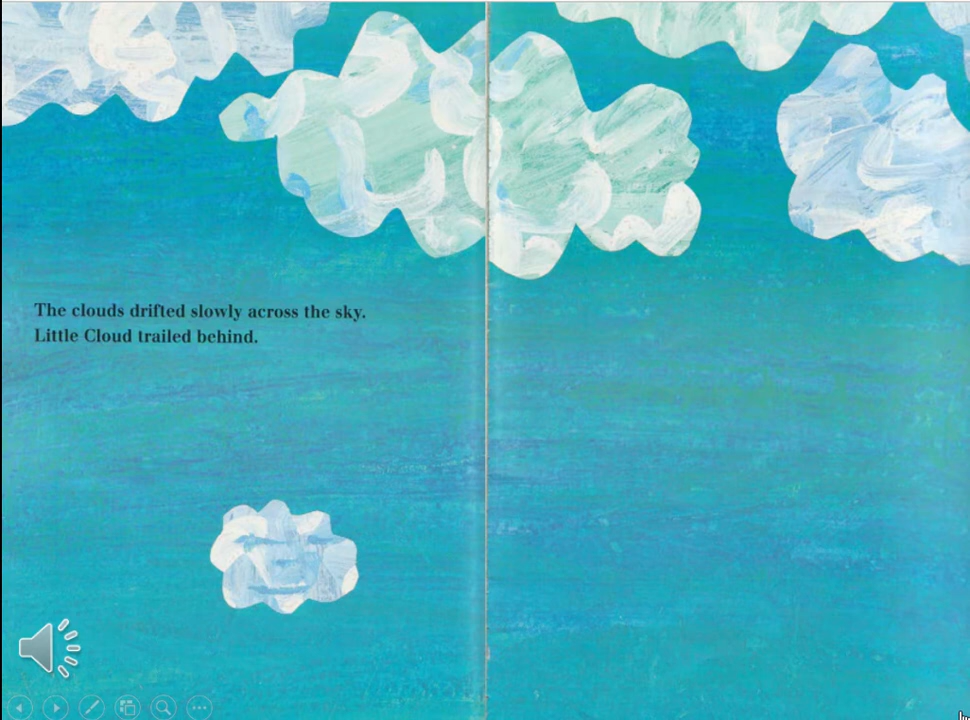 The clouds drifted slowly across the sky.
Little Cloud trailed behind.